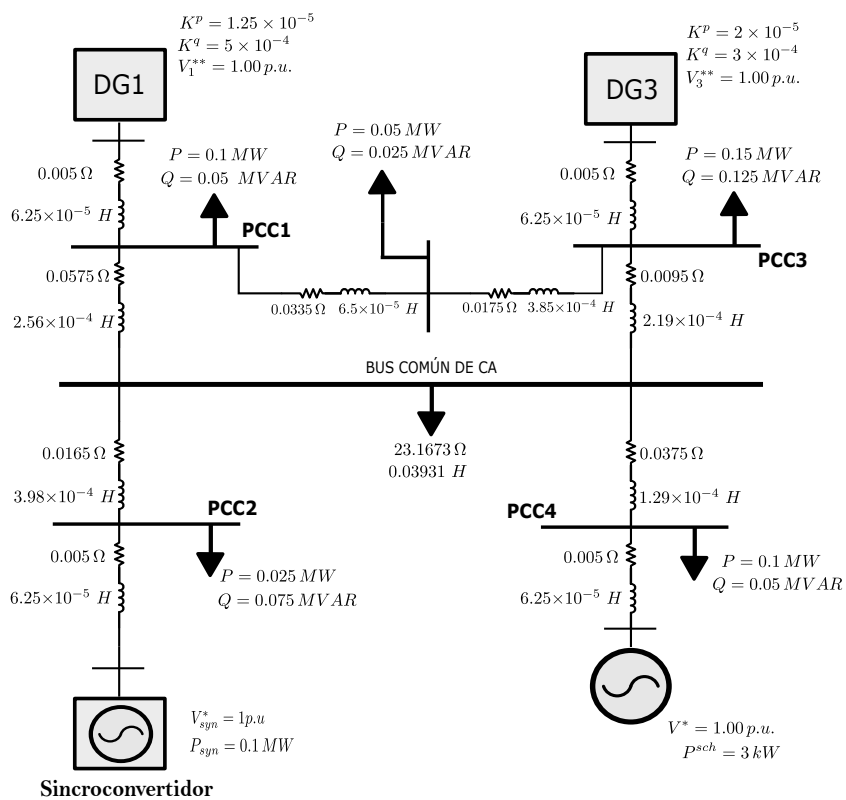 K^p = 1.25 × 10^-5
K^q = 5 × 10^-4
V_1^** = 1.00 p.u.
DG1
K^p = 2 × 10^-5
K^q = 3 × 10^-4
V_3^** = 1.00 p.u.
DG3
P = 0.1 MW
Q = 0.05 MVAR
P = 0.05 MW
Q = 0.025 MVAR
P = 0.15 MW
Q = 0.125 MVAR
0.005 Ω
6.25×10^-5 H
PCC1
0.005 Ω
6.25×10^-5 H
PCC3
0.0575 Ω
2.56×10^-4 H
0.0335 Ω
6.5×10^-5 H
0.0175 Ω
3.85×10^-4 H
0.0095 Ω
2.19×10^-4 H
BUS COMÚN DE CA
23.1673 Ω
0.03931 H
0.0165 Ω
3.98×10^-4 H
PCC2
0.0375 Ω
1.29×10^-4 H
PCC4
0.005 Ω
6.25×10^-5 H
P = 0.025 MW
Q = 0.075 MVAR
0.005 Ω
6.25×10^-5 H
P = 0.1 MW
Q = 0.05 MVAR
V_syn^* = 1p.u
P_syn = 0.1 MW
V^* = 1.00 p.u.
P^sch = 3 kW
Sincroconvertidor